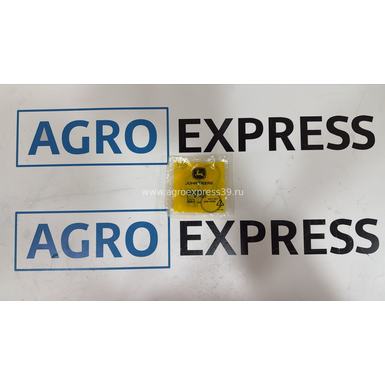 AGRO EXPRESS
JOHN DEERE
www.agroexpress39.ru
AGRO EXPRESS